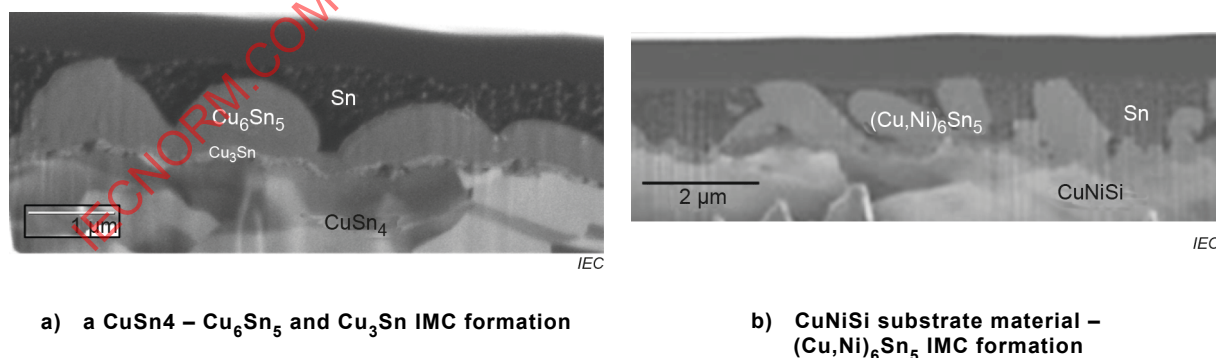 IECNORM.COM
Sn
Cu6Sn5
Cu3Sn
CuSn4
1 µm
IEC
a) a CuSn4 – Cu6Sn5 and Cu3Sn IMC formation
(Cu,Ni)6Sn5
Sn
2 µm
CuNiSi
IEC
b) CuNiSi substrate material –
(Cu,Ni)6Sn5 IMC formation